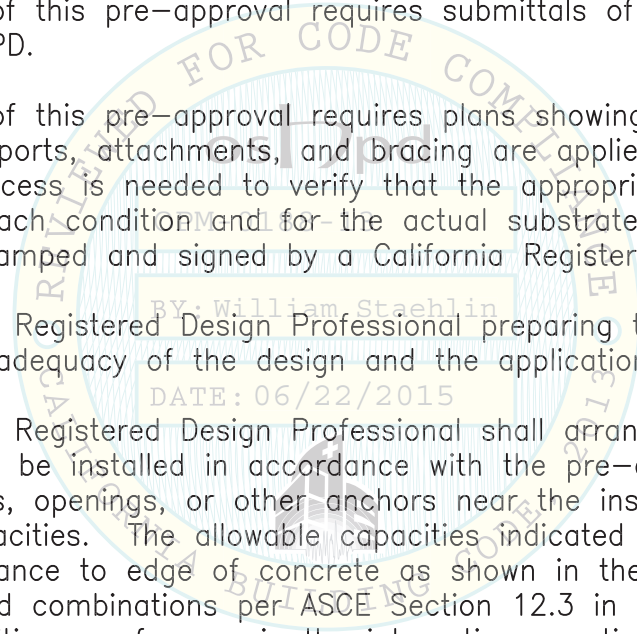 of this pre-approval requires submittals of
PD.
of this pre-approval requires plans showing
ports, attachments, and bracing are applie
cess is needed to verify that the appropri
ach condition and for the actual substrate
amped and signed by a California Register
Registered Design Professional preparing t
adequacy of the design and the application
Registered Design Professional shall arran
be installed in accordance with the pre-a
s, openings, or other anchors near the ins
acities. The allowable capacities indicated
ance to edge of concrete as shown in the
d combinations per ASCE Section 12.3 in
REVIEWED FOR CODE COMPLIANCE
oshpd
BY: William Staehlin
DATE: 06/22/2015
CALIFORNIA BUILDING CODE 2013